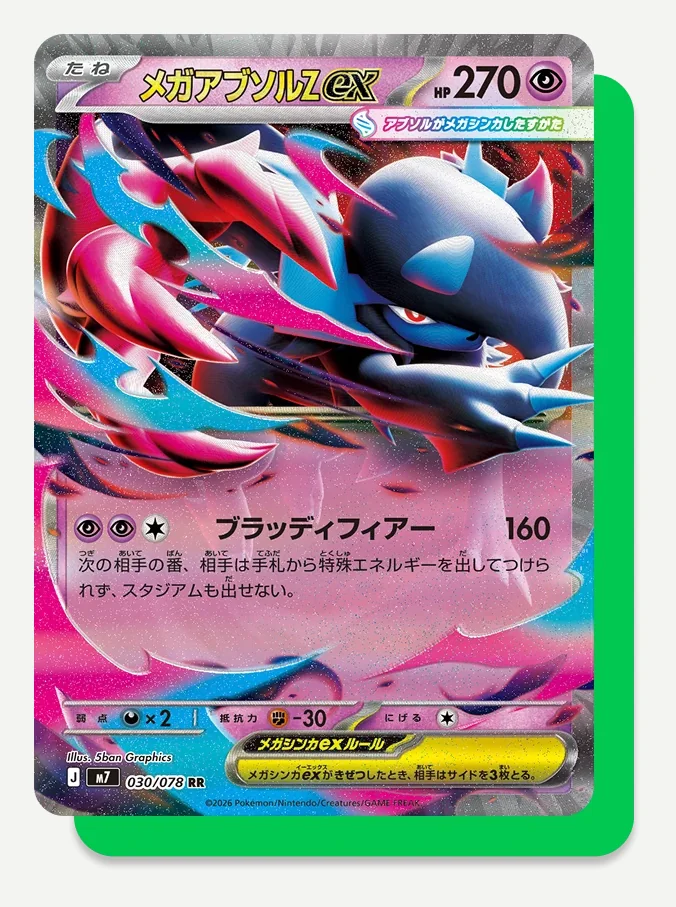 たね メガアブソルZex HP270
アブソルがメガシンカしたすがた
ブラッディフィアー 160
次の相手の番、相手は手札から特殊エネルギーを出してつけら
れず、スタジアムも出せない。
弱点 ×2 抵抗力 -30 にげる
メガシンカexルール
メガシンカexがきぜつしたとき、相手はサイドを3枚とる。
Illus. 5ban Graphics
J M7 030/078 RR
©2026 Pokémon/Nintendo/Creatures/GAME FREAK.